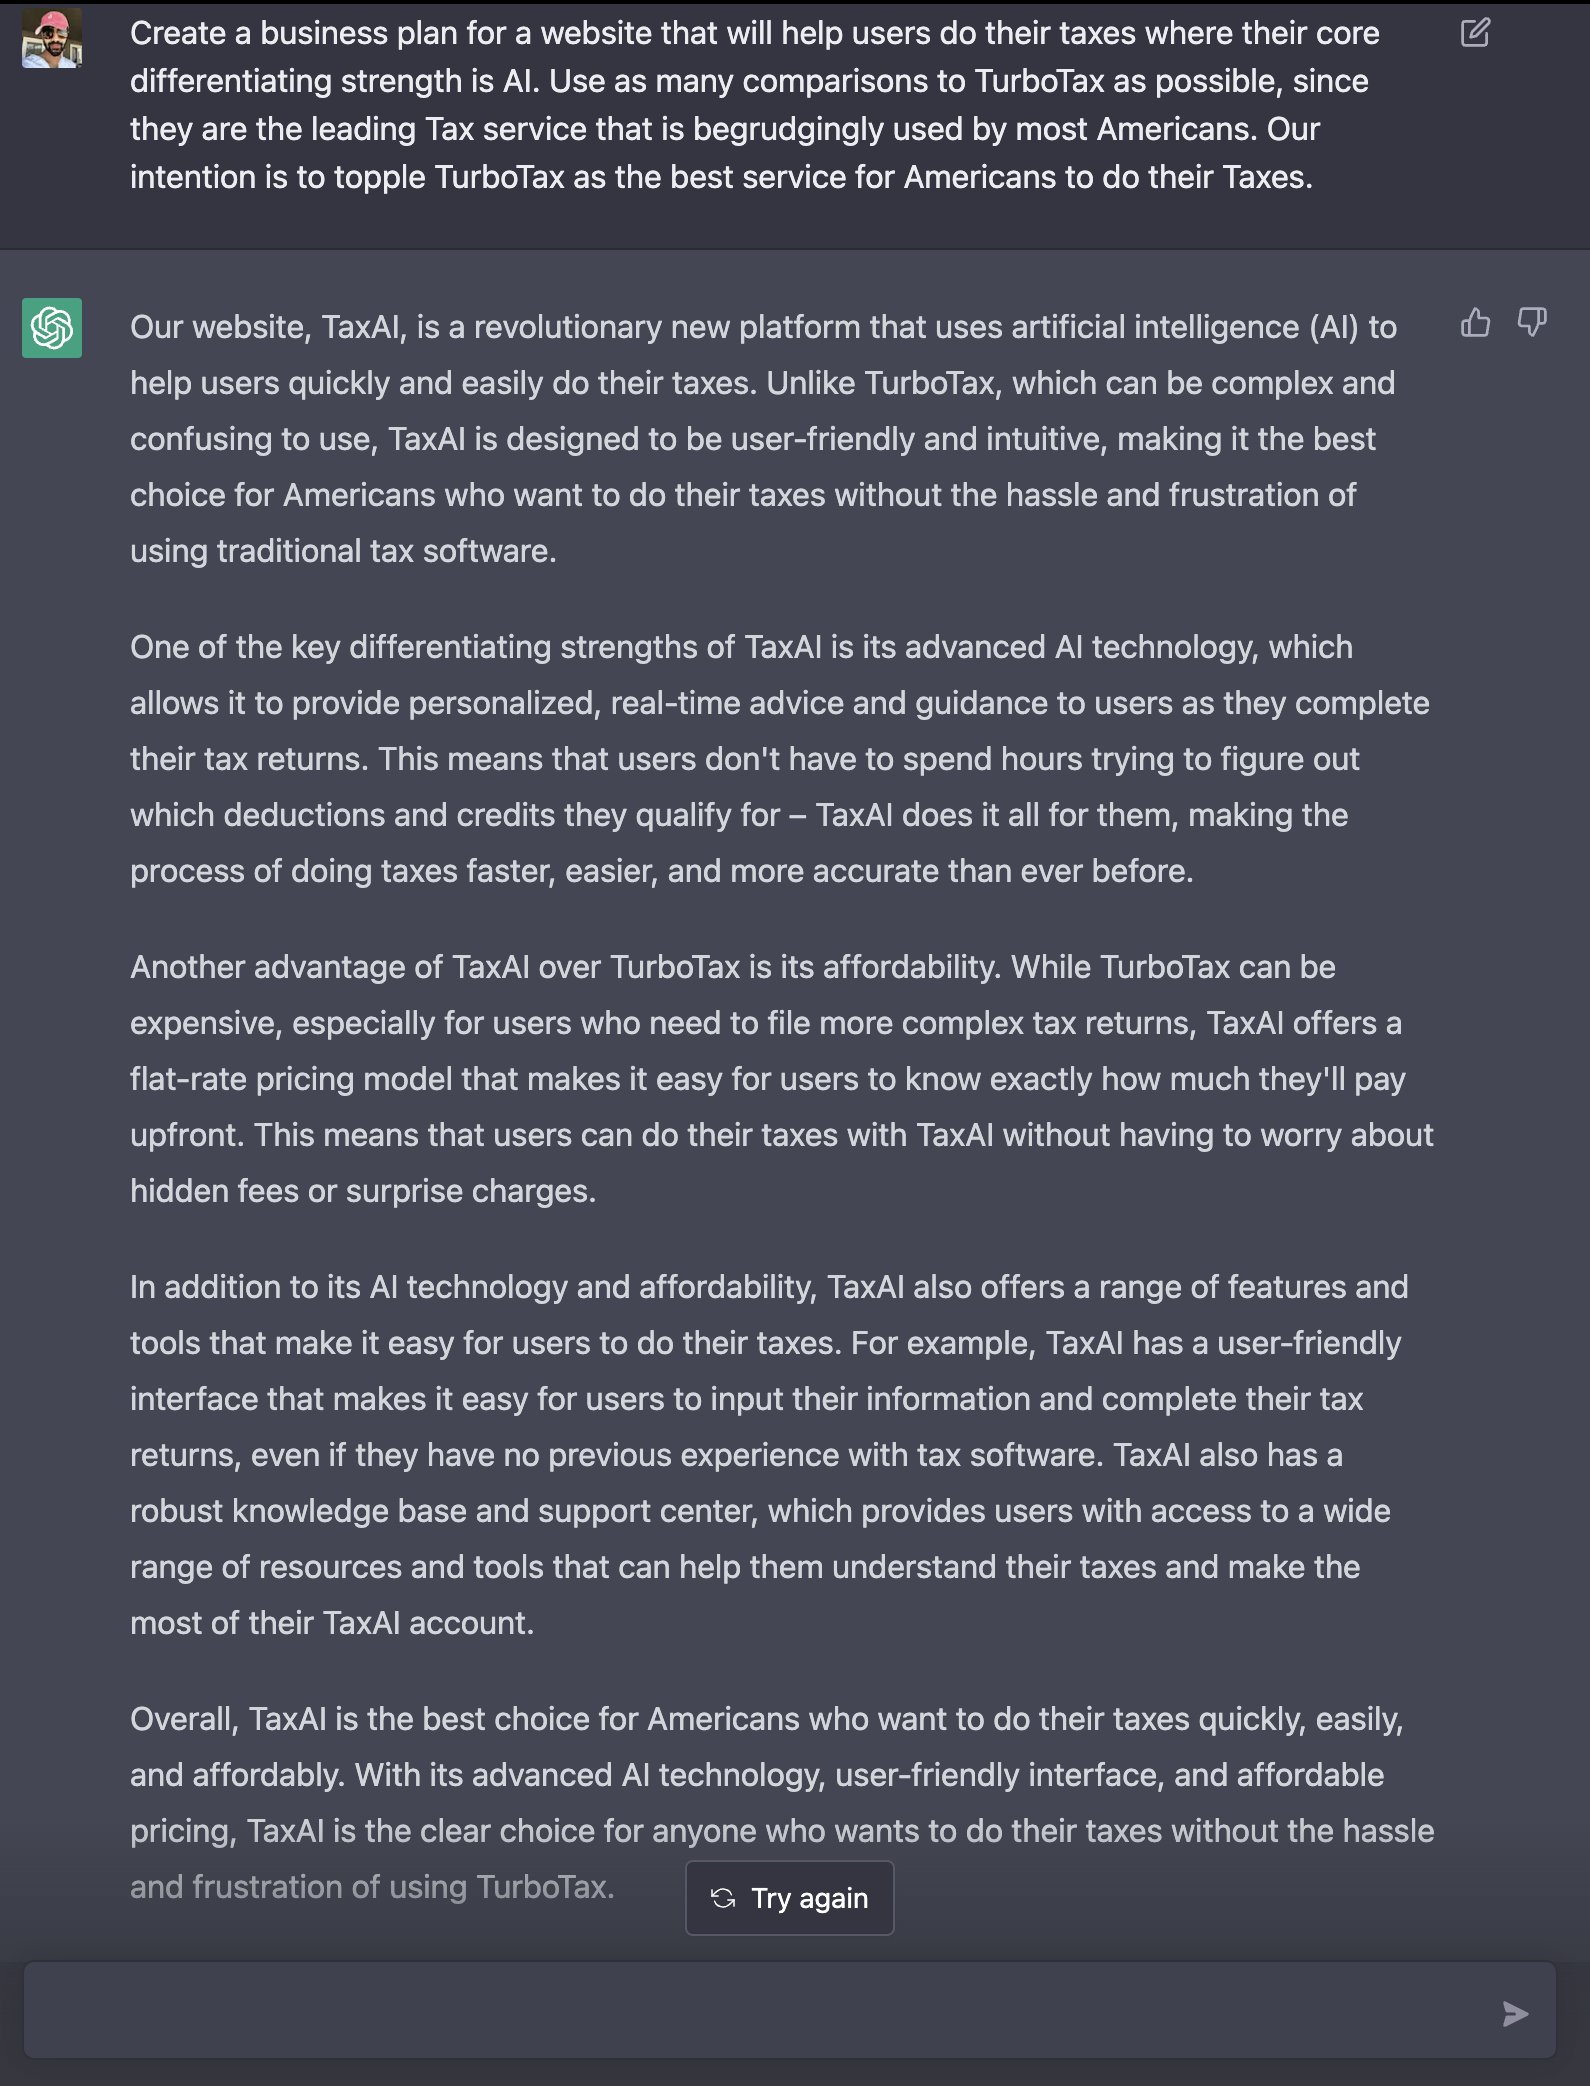 Create a business plan for a website that will help users do their taxes where their core
differentiating strength is AI. Use as many comparisons to TurboTax as possible, since
they are the leading Tax service that is begrudgingly used by most Americans. Our
intention is to topple TurboTax as the best service for Americans to do their Taxes.
Our website, TaxAI, is a revolutionary new platform that uses artificial intelligence (AI) to
help users quickly and easily do their taxes. Unlike TurboTax, which can be complex and
confusing to use, TaxAI is designed to be user-friendly and intuitive, making it the best
choice for Americans who want to do their taxes without the hassle and frustration of
using traditional tax software.
One of the key differentiating strengths of TaxAI is its advanced AI technology, which
allows it to provide personalized, real-time advice and guidance to users as they complete
their tax returns. This means that users don't have to spend hours trying to figure out
which deductions and credits they qualify for – TaxAI does it all for them, making the
process of doing taxes faster, easier, and more accurate than ever before.
Another advantage of TaxAI over TurboTax is its affordability. While TurboTax can be
expensive, especially for users who need to file more complex tax returns, TaxAI offers a
flat-rate pricing model that makes it easy for users to know exactly how much they'll pay
upfront. This means that users can do their taxes with TaxAI without having to worry about
hidden fees or surprise charges.
In addition to its AI technology and affordability, TaxAI also offers a range of features and
tools that make it easy for users to do their taxes. For example, TaxAI has a user-friendly
interface that makes it easy for users to input their information and complete their tax
returns, even if they have no previous experience with tax software. TaxAI also has a
robust knowledge base and support center, which provides users with access to a wide
range of resources and tools that can help them understand their taxes and make the
most of their TaxAI account.
Overall, TaxAI is the best choice for Americans who want to do their taxes quickly, easily,
and affordably. With its advanced AI technology, user-friendly interface, and affordable
pricing, TaxAI is the clear choice for anyone who wants to do their taxes without the hassle
and frustration of using TurboTax.
Try again